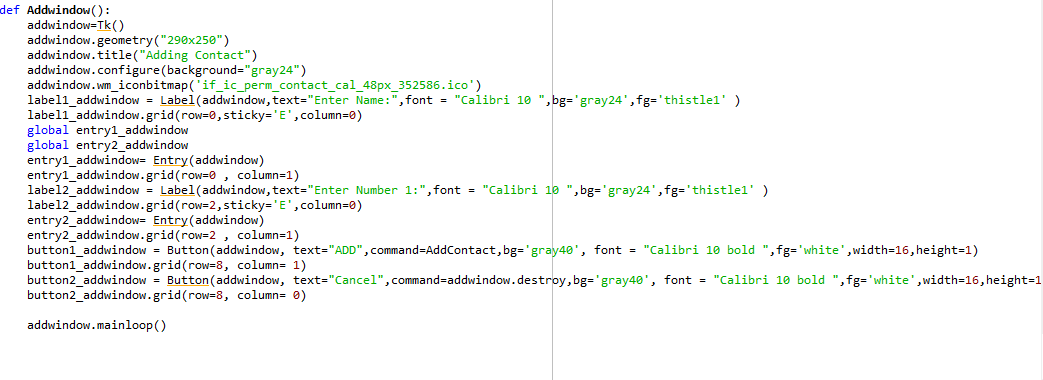 def Addwindow():
    addwindow=Tk()
    addwindow.geometry("290x250")
    addwindow.title("Adding Contact")
    addwindow.configure(background="gray24")
    addwindow.wm_iconbitmap('if_ic_perm_contact_cal_48px_352586.ico')
    label1_addwindow = Label(addwindow,text="Enter Name:",font = "Calibri 10 ",bg='gray24',fg='thistle1' )
    label1_addwindow.grid(row=0,sticky='E',column=0)
    global entry1_addwindow
    global entry2_addwindow
    entry1_addwindow= Entry(addwindow)
    entry1_addwindow.grid(row=0 , column=1)
    label2_addwindow = Label(addwindow,text="Enter Number 1:",font = "Calibri 10 ",bg='gray24',fg='thistle1' )
    label2_addwindow.grid(row=2,sticky='E',column=0)
    entry2_addwindow= Entry(addwindow)
    entry2_addwindow.grid(row=2 , column=1)
    button1_addwindow = Button(addwindow, text="ADD",command=AddContact,bg='gray40', font = "Calibri 10 bold ",fg='white',width=16,height=1)
    button1_addwindow.grid(row=8, column= 1)
    button2_addwindow = Button(addwindow, text="Cancel",command=addwindow.destroy,bg='gray40', font = "Calibri 10 bold ",fg='white',width=16,height=1
    button2_addwindow.grid(row=8, column= 0)
    addwindow.mainloop()